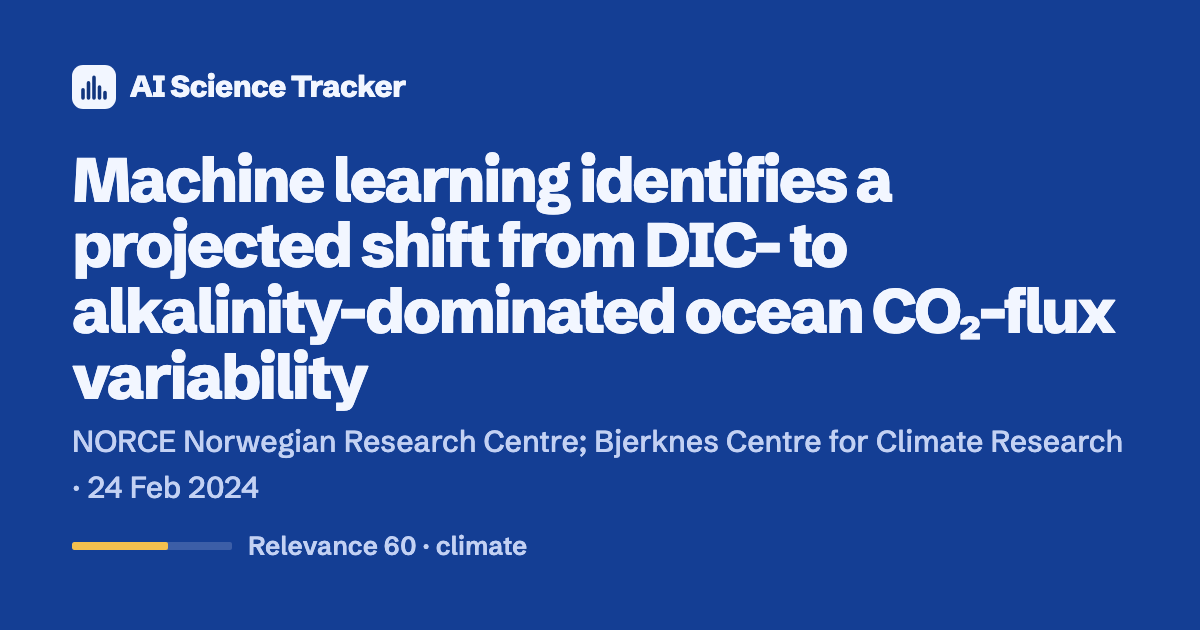 AI Science Tracker
Machine learning identifies a
projected shift from DIC- to
alkalinity-dominated ocean CO₂-flux
variability
NORCE Norwegian Research Centre; Bjerknes Centre for Climate Research
· 24 Feb 2024
Relevance 60 · climate